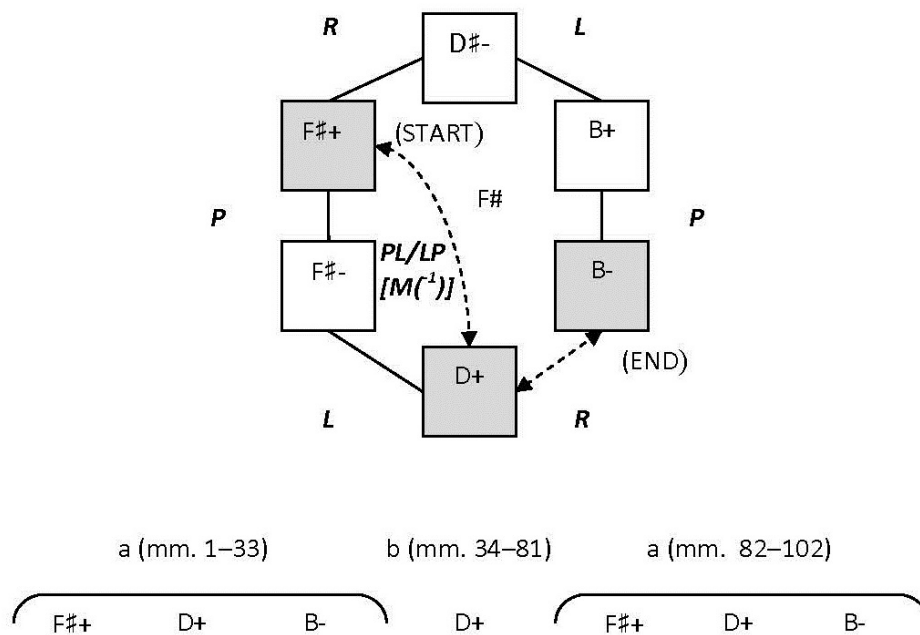 R D♯- L
F♯+ (START) B+
F#
P P
F♯- PL/LP B-
[M(⁻¹)]
D+ (END)
L R
a (mm. 1–33) b (mm. 34–81) a (mm. 82–102)
F♯+ D+ B- D+ F♯+ D+ B-